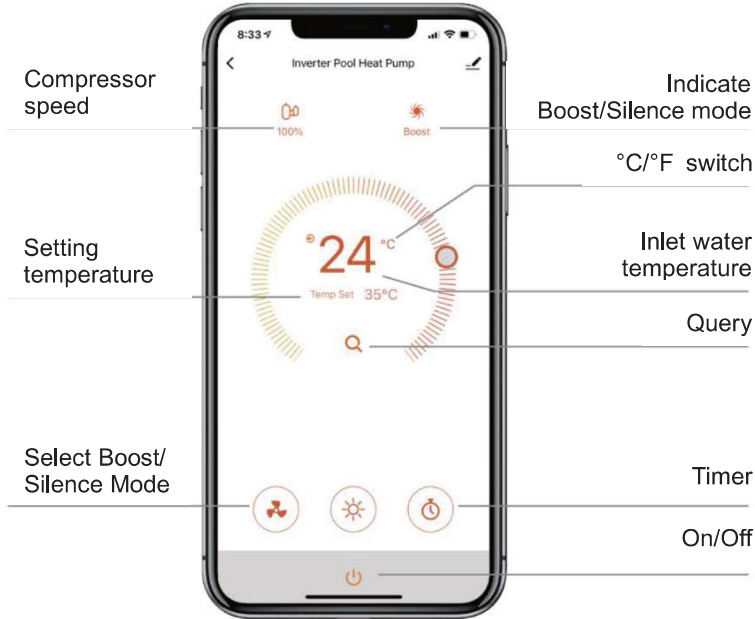 8:33
Inverter Pool Heat Pump
Compressor
speed
Indicate
Boost/Silence mode
100%
Boost
°C/°F switch
24 °C
Setting
temperature
Inlet water
temperature
Temp Set 35°C
Query
Select Boost/
Silence Mode
Timer
On/Off